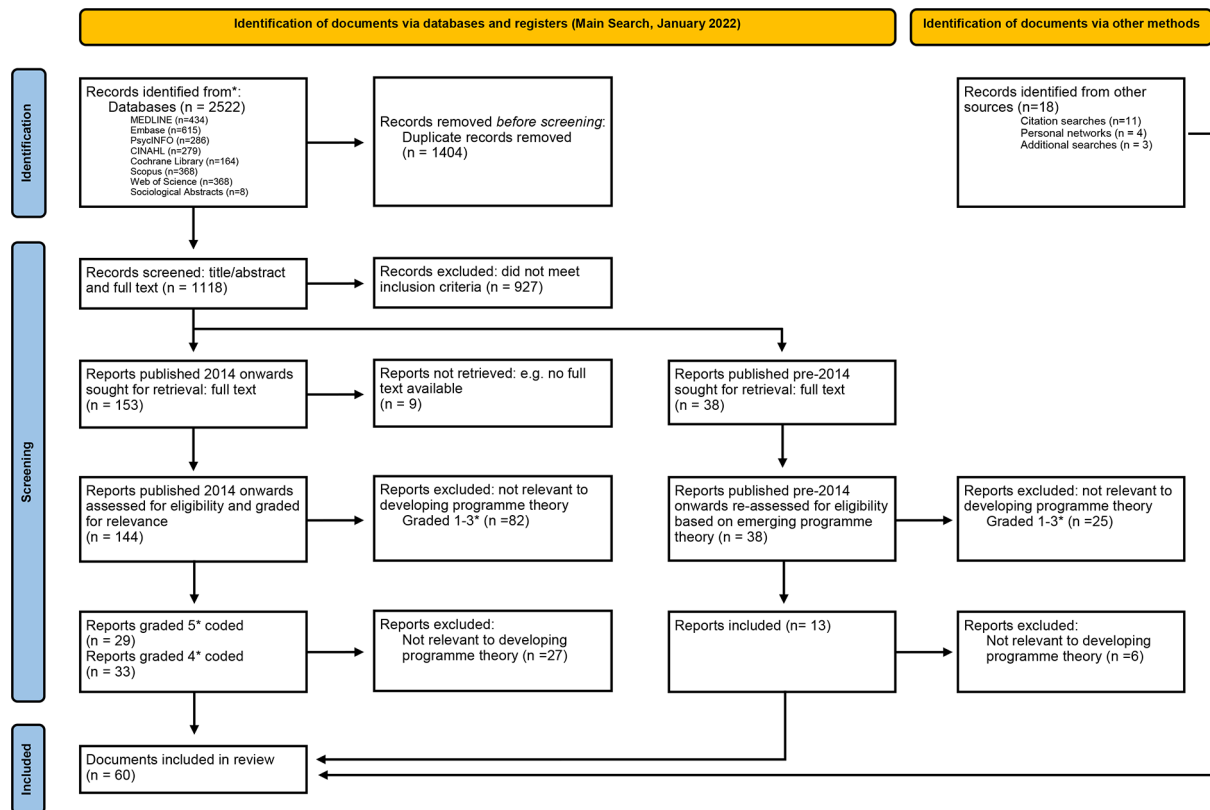 Identification of documents via databases and registers (Main Search, January 2022)
Identification of documents via other methods
Identification
Records identified from*:
Databases (n = 2522)
MEDLINE (n=434)
Embase (n=615)
PsycINFO (n=286)
CINAHL (n=279)
Cochrane Library (n=164)
Scopus (n=368)
Web of Science (n=368)
Sociological Abstracts (n=8)
Records removed before screening:
Duplicate records removed
(n = 1404)
Records identified from other
sources (n=18)
Citation searches (n=11)
Personal networks (n = 4)
Additional searches (n = 3)
Screening
Records screened: title/abstract
and full text (n = 1118)
Records excluded: did not meet
inclusion criteria (n = 927)
Reports published 2014 onwards
sought for retrieval: full text
(n = 153)
Reports not retrieved: e.g. no full
text available
(n = 9)
Reports published pre-2014
sought for retrieval: full text
(n = 38)
Reports published 2014 onwards
assessed for eligibility and graded
for relevance
(n = 144)
Reports excluded: not relevant to
developing programme theory
Graded 1-3* (n =82)
Reports published pre-2014
onwards re-assessed for eligibility
based on emerging programme
theory (n = 38)
Reports excluded: not relevant to
developing programme theory
Graded 1-3* (n =25)
Reports graded 5* coded
(n = 29)
Reports graded 4* coded
(n = 33)
Reports excluded:
Not relevant to developing
programme theory (n =27)
Reports included (n= 13)
Reports excluded:
Not relevant to developing
programme theory (n =6)
Included
Documents included in review
(n = 60)